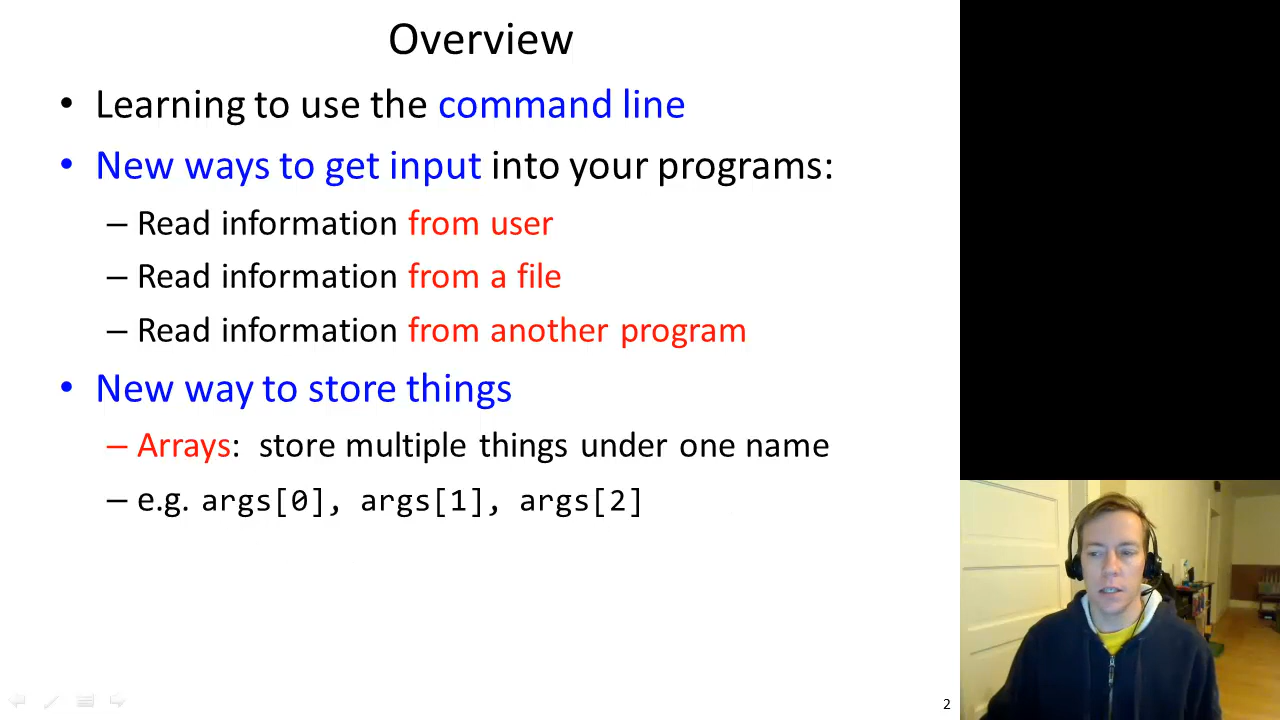 Overview
• Learning to use the command line
• New ways to get input into your programs:
– Read information from user
– Read information from a file
– Read information from another program
• New way to store things
– Arrays: store multiple things under one name
– e.g. args[0], args[1], args[2]
2